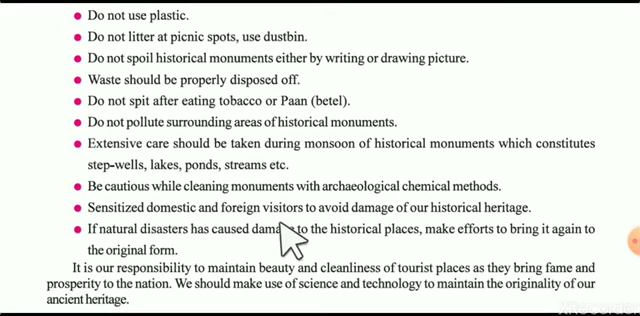 Do not use plastic.
Do not litter at picnic spots, use dustbin.
Do not spoil historical monuments either by writing or drawing picture.
Waste should be properly disposed off.
Do not spit after eating tobacco or Paan (betel).
Do not pollute surrounding areas of historical monuments.
Extensive care should be taken during monsoon of historical monuments which constitutes
step-wells, lakes, ponds, streams etc.
Be cautious while cleaning monuments with archaeological chemical methods.
Sensitized domestic and foreign visitors to avoid damage of our historical heritage.
If natural disasters has caused to the historical places, make efforts to bring it again to
the original form.
It is our responsibility to maintain beauty and cleanliness of tourist places as they bring fame and
prosperity to the nation. We should make use of science and technology to maintain the originality of our
ancient heritage.